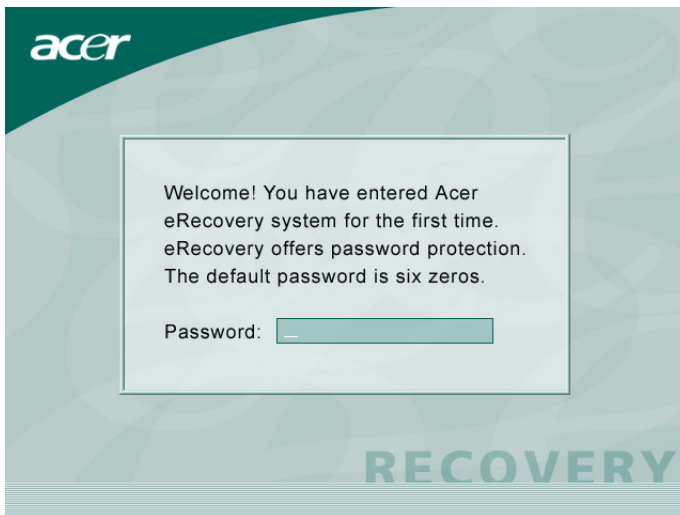 acer
Welcome! You have entered Acer
eRecovery system for the first time.
eRecovery offers password protection.
The default password is six zeros.
Password: _
RECOVERY